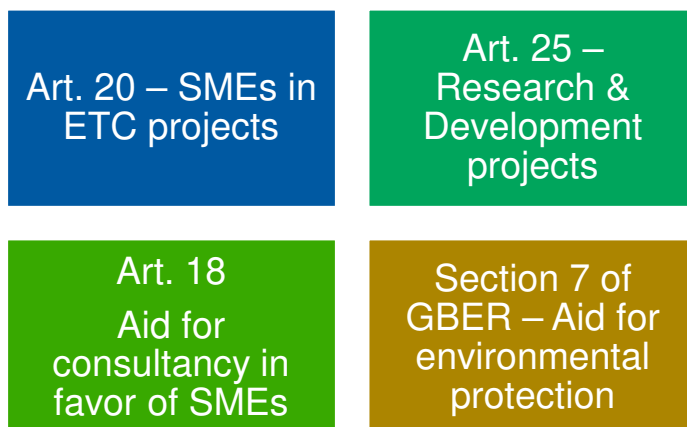 Art. 20 – SMEs in
ETC projects
Art. 25 –
Research &
Development
projects
Art. 18
Aid for
consultancy in
favor of SMEs
Section 7 of
GBER – Aid for
environmental
protection